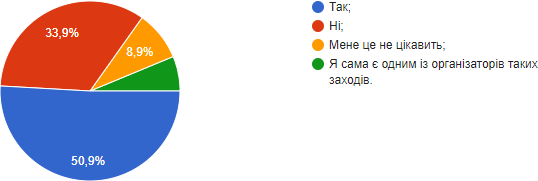 33,9%
8,9%
50,9%
Так;
Ні;
Мене це не цікавить;
Я сама є одним із організаторів таких
заходів.